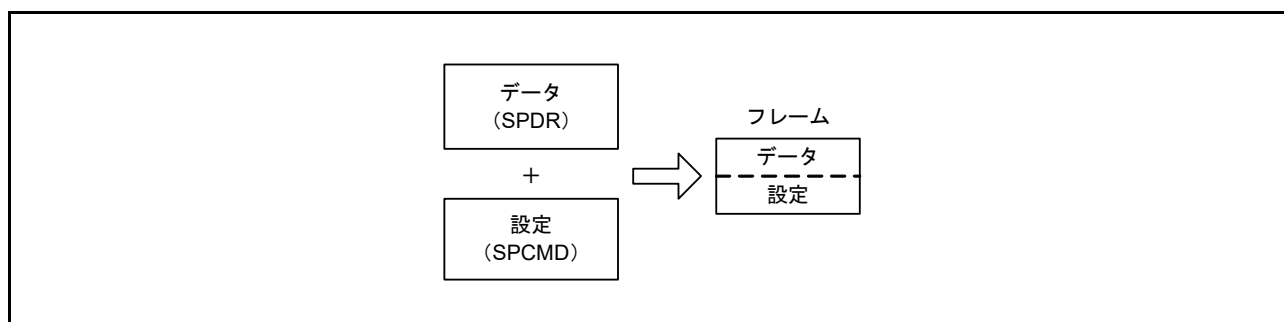 データ
（SPDR）
+
設定
（SPCMD）
フレーム
データ
設定